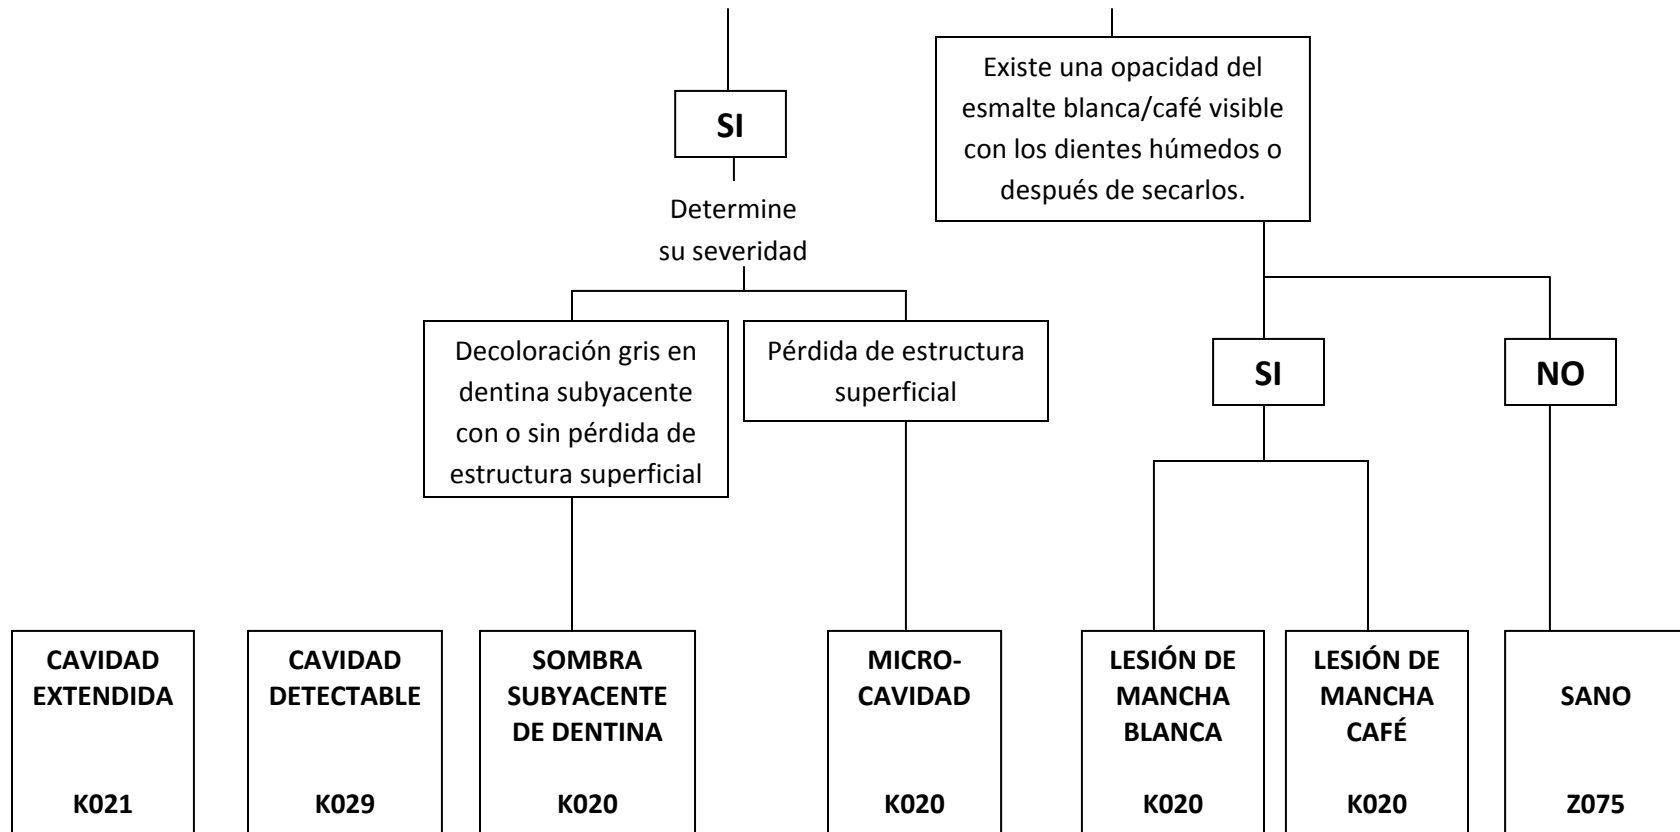 SI
Determine
su severidad
Existe una opacidad del
esmalte blanca/café visible
con los dientes húmedos o
después de secarlos.
Decoloración gris en
dentina subyacente
con o sin pérdida de
estructura superficial
Pérdida de estructura
superficial
SI
NO
CAVIDAD
EXTENDIDA
K021
CAVIDAD
DETECTABLE
K029
SOMBRA
SUBYACENTE
DE DENTINA
K020
MICRO-
CAVIDAD
K020
LESIÓN DE
MANCHA
BLANCA
K020
LESIÓN DE
MANCHA
CAFÉ
K020
SANO
Z075